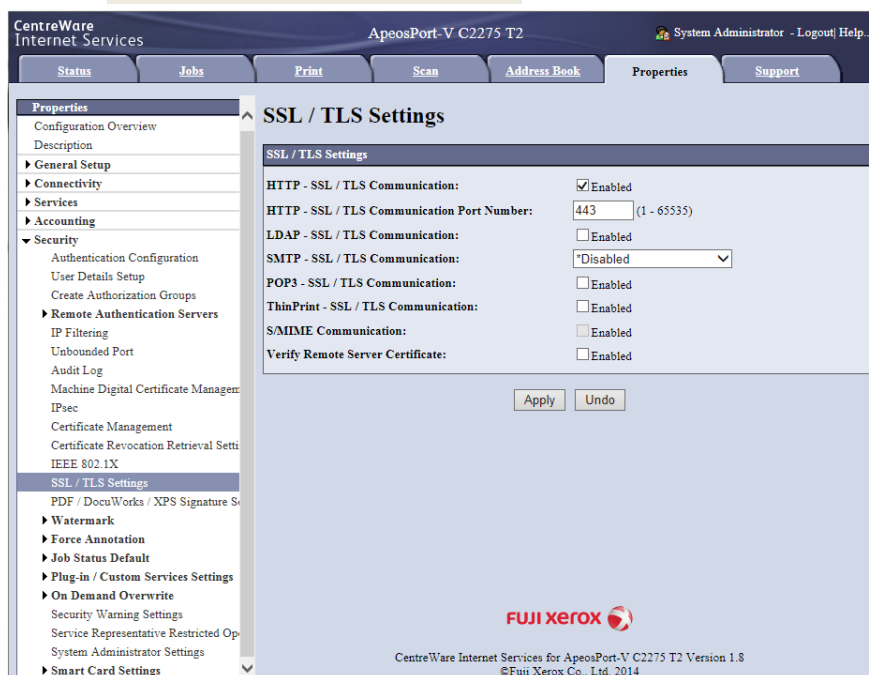 CentreWare
Internet Services
ApeosPort-V C2275 T2
System Administrator - Logout| Help...
Status
Jobs
Print
Scan
Address Book
Properties
Support
Properties
Configuration Overview
Description
General Setup
Connectivity
Services
Accounting
Security
Authentication Configuration
User Details Setup
Create Authorization Groups
Remote Authentication Servers
IP Filtering
Unbounded Port
Audit Log
Machine Digital Certificate Managem
IPsec
Certificate Management
Certificate Revocation Retrieval Setti
IEEE 802.1X
SSL / TLS Settings
PDF / DocuWorks / XPS Signature Se
Watermark
Force Annotation
Job Status Default
Plug-in / Custom Services Settings
On Demand Overwrite
Security Warning Settings
Service Representative Restricted Ope
System Administrator Settings
Smart Card Settings
SSL / TLS Settings
SSL / TLS Settings
HTTP - SSL / TLS Communication: Enabled
HTTP - SSL / TLS Communication Port Number: 443 (1 - 65535)
LDAP - SSL / TLS Communication: Enabled
SMTP - SSL / TLS Communication: *Disabled
POP3 - SSL / TLS Communication: Enabled
ThinPrint - SSL / TLS Communication: Enabled
S/MIME Communication: Enabled
Verify Remote Server Certificate: Enabled
Apply Undo
FUJI xerox
CentreWare Internet Services for ApeosPort-V C2275 T2 Version 1.8
©Fuji Xerox Co., Ltd. 2014